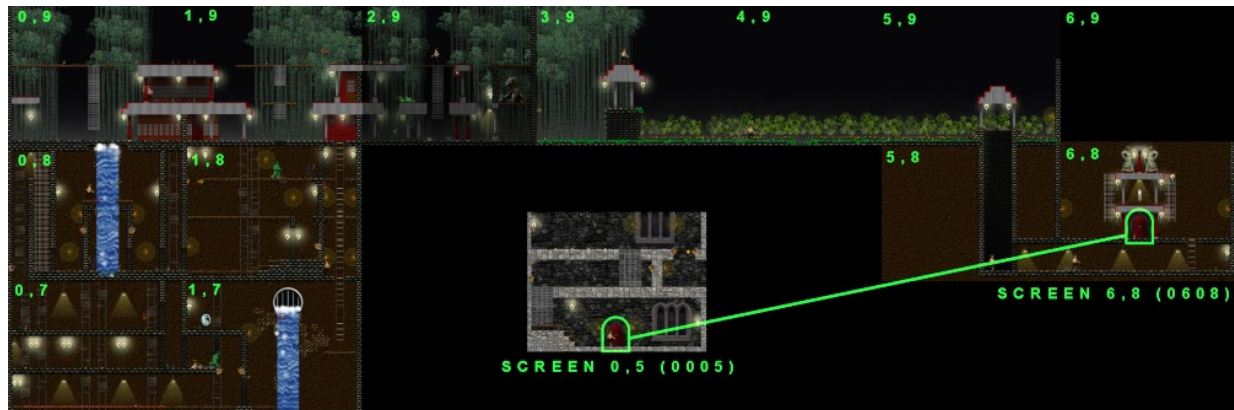 0,9 1,9 2,9 3,9 4,9 5,9 6,9
0,8 1,8 5,8 6,8
0,7 1,7
SCREEN 6,8 (0608)
SCREEN 0,5 (0005)